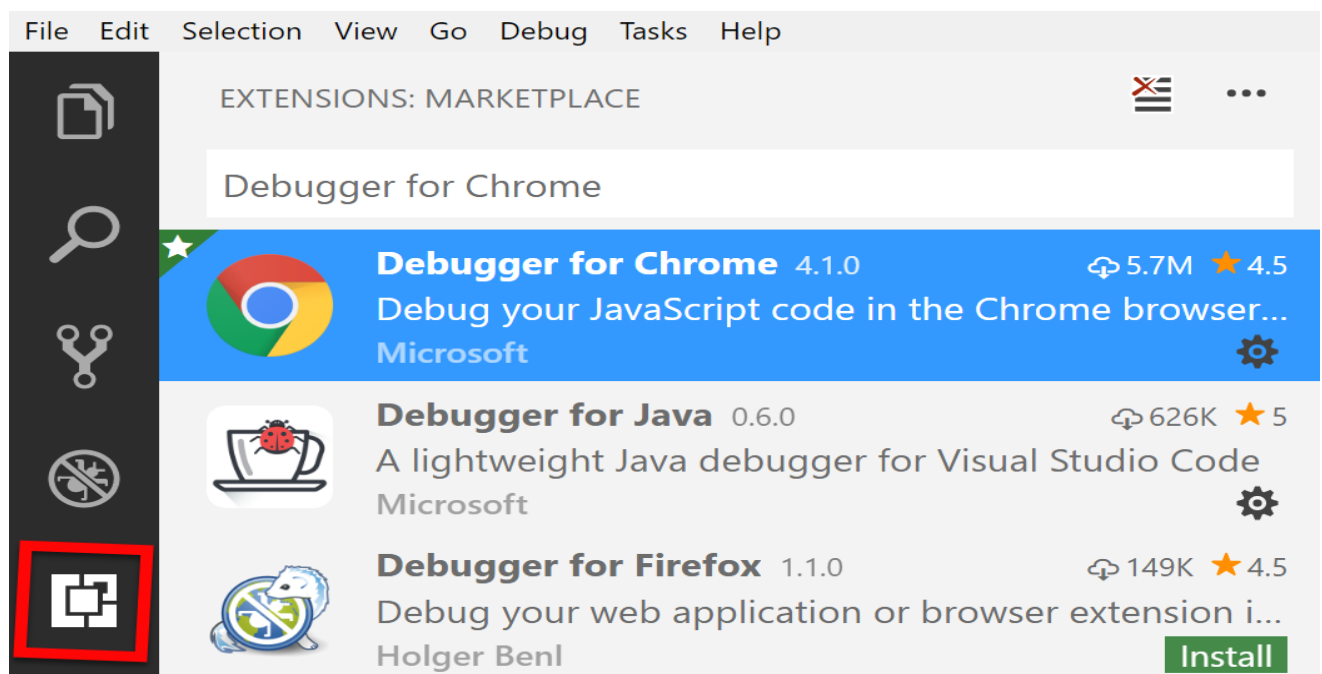 File Edit Selection View Go Debug Tasks Help
EXTENSIONS: MARKETPLACE
Debugger for Chrome
Debugger for Chrome 4.1.0 5.7M 4.5
Debug your JavaScript code in the Chrome browser...
Microsoft
Debugger for Java 0.6.0 626K 5
A lightweight Java debugger for Visual Studio Code
Microsoft
Debugger for Firefox 1.1.0 149K 4.5
Debug your web application or browser extension i...
Holger Benl Install